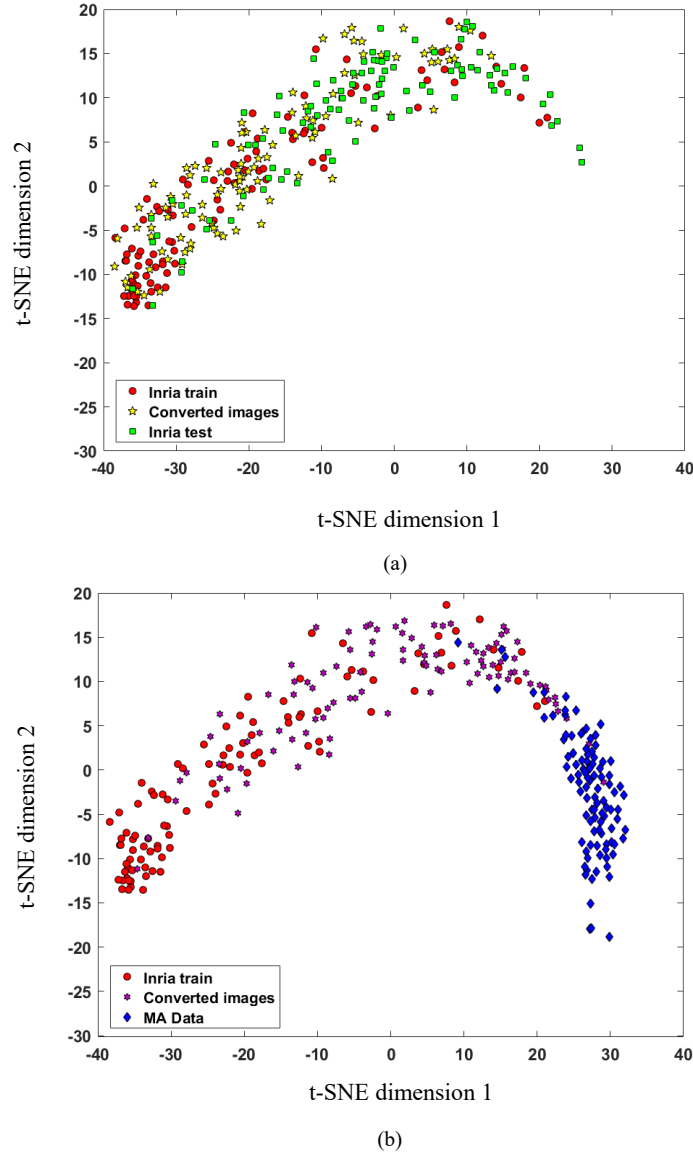 20
15
10
5
0
-5
-10
-15
-20
-25
-30
t-SNE dimension 2
Inria train
Converted images
Inria test
-40 -30 -20 -10 0 10 20 30 40
t-SNE dimension 1
(a)
20
15
10
5
0
-5
-10
-15
-20
-25
-30
t-SNE dimension 2
Inria train
Converted images
MA Data
-40 -30 -20 -10 0 10 20 30 40
t-SNE dimension 1
(b)